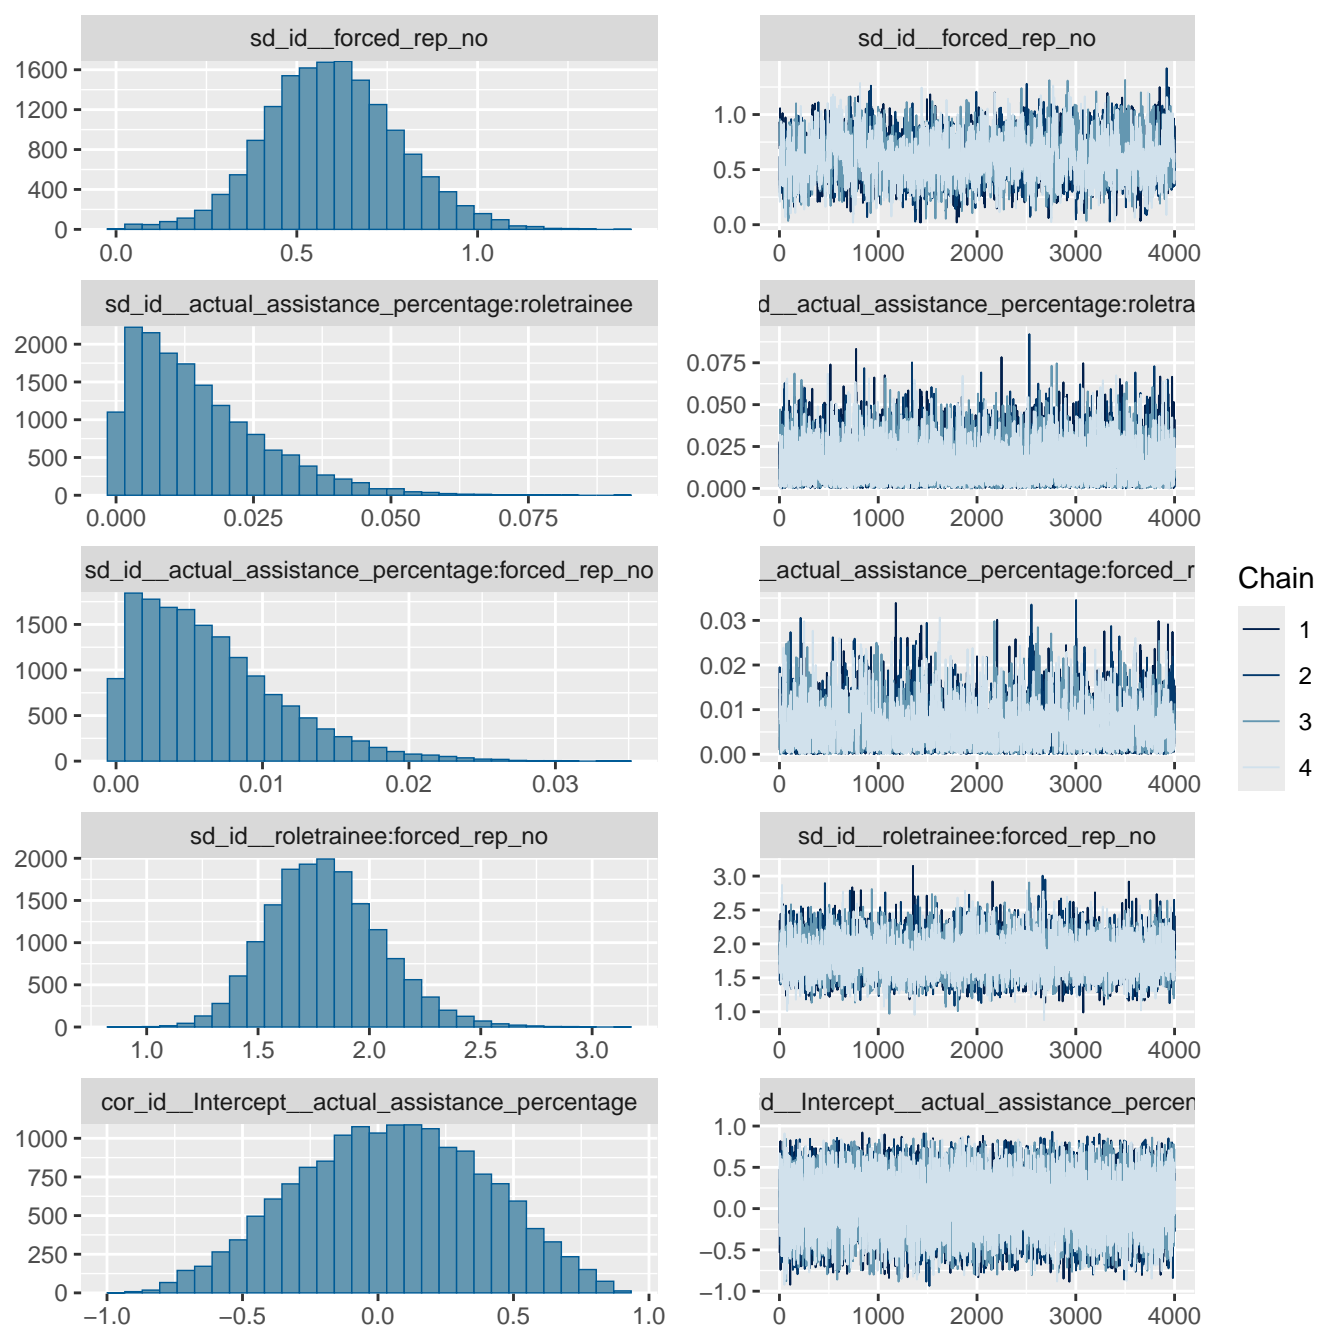 sd_id__forced_rep_no
sd_id__forced_rep_no
1600
1200
800
400
0
0.0 0.5 1.0
1.0
0.5
0.0
0 1000 2000 3000 4000
sd_id__actual_assistance_percentage:roletrainee
d__actual_assistance_percentage:roletra
2000
1500
1000
500
0
0.000 0.025 0.050 0.075
0.075
0.050
0.025
0.000
0 1000 2000 3000 4000
sd_id__actual_assistance_percentage:forced_rep_no
_actual_assistance_percentage:forced_r
1500
1000
500
0
0.00 0.01 0.02 0.03
0.03
0.02
0.01
0.00
0 1000 2000 3000 4000
sd_id__roletrainee:forced_rep_no
sd_id__roletrainee:forced_rep_no
2000
1500
1000
500
0
1.0 1.5 2.0 2.5 3.0
3.0
2.5
2.0
1.5
1.0
0 1000 2000 3000 4000
cor_id__Intercept__actual_assistance_percentage
d__Intercept__actual_assistance_percen
1000
750
500
250
0
−1.0 −0.5 0.0 0.5 1.0
1.0
0.5
0.0
−0.5
−1.0
0 1000 2000 3000 4000
Chain
1
2
3
4